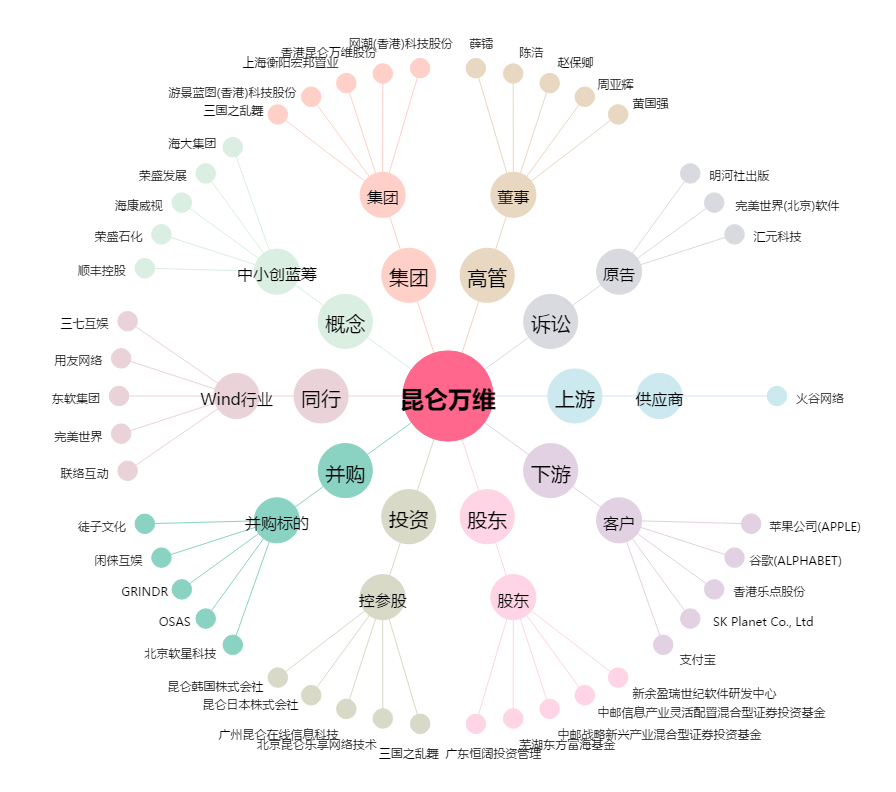 网潮(香港)科技股份
香港昆仑万维股份
上海衡阳宏邦置业
游景蓝图(香港)科技股份
三国之乱舞
集团
集团
薛镭
陈浩
赵保卿
周亚辉
黄国强
董事
高管
明河社出版
完美世界(北京)软件
汇元科技
原告
诉讼
海大集团
荣盛发展
海康威视
荣盛石化
顺丰控股
中小创蓝筹
概念
三七互娱
用友网络
东软集团
完美世界
联络互动
Wind行业
同行
昆仑万维
上游
供应商
火谷网络
并购
并购标的
徒子文化
闲徕互娱
GRINDR
OSAS
北京软星科技
投资
控参股
昆仑韩国株式会社
昆仑日本株式会社
广州昆仑在线信息科技
北京昆仑乐享网络技术
三国之乱舞
股东
股东
新余盈瑞世纪软件研发中心
中邮信息产业灵活配置混合型证券投资基金
中邮战略新兴产业混合型证券投资基金
芜湖东方富海基金
广东恒阔投资管理
下游
客户
苹果公司(APPLE)
谷歌(ALPHABET)
香港乐点股份
SK Planet Co., Ltd
支付宝